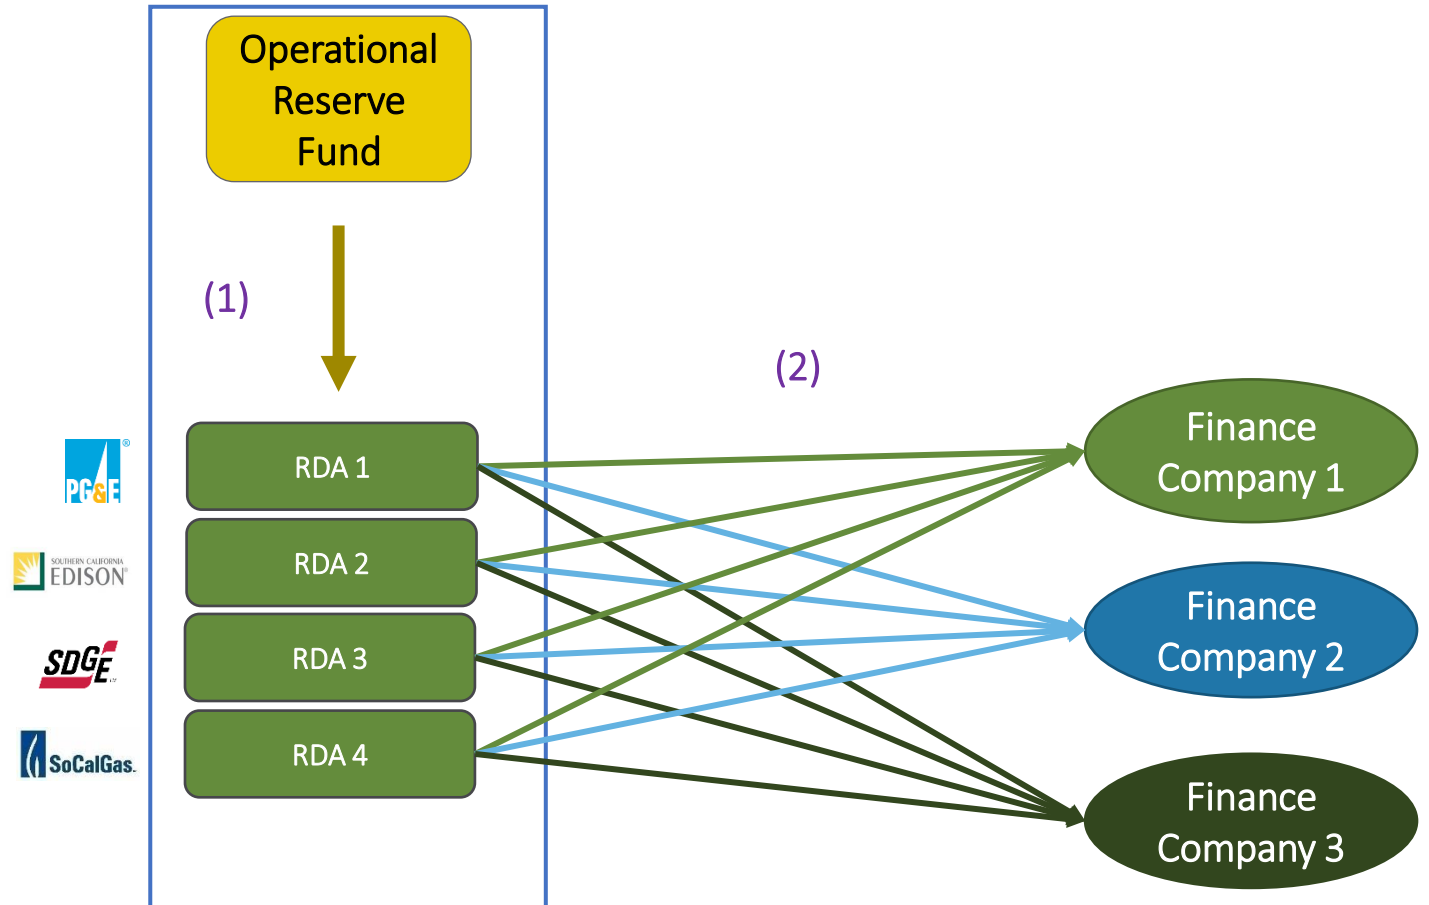 Operational
Reserve
Fund
(1)
(2)
PG&E®
RDA 1
SOUTHERN CALIFORNIA
EDISON®
RDA 2
SDGE
RDA 3
SoCalGas.
RDA 4
Finance
Company 1
Finance
Company 2
Finance
Company 3